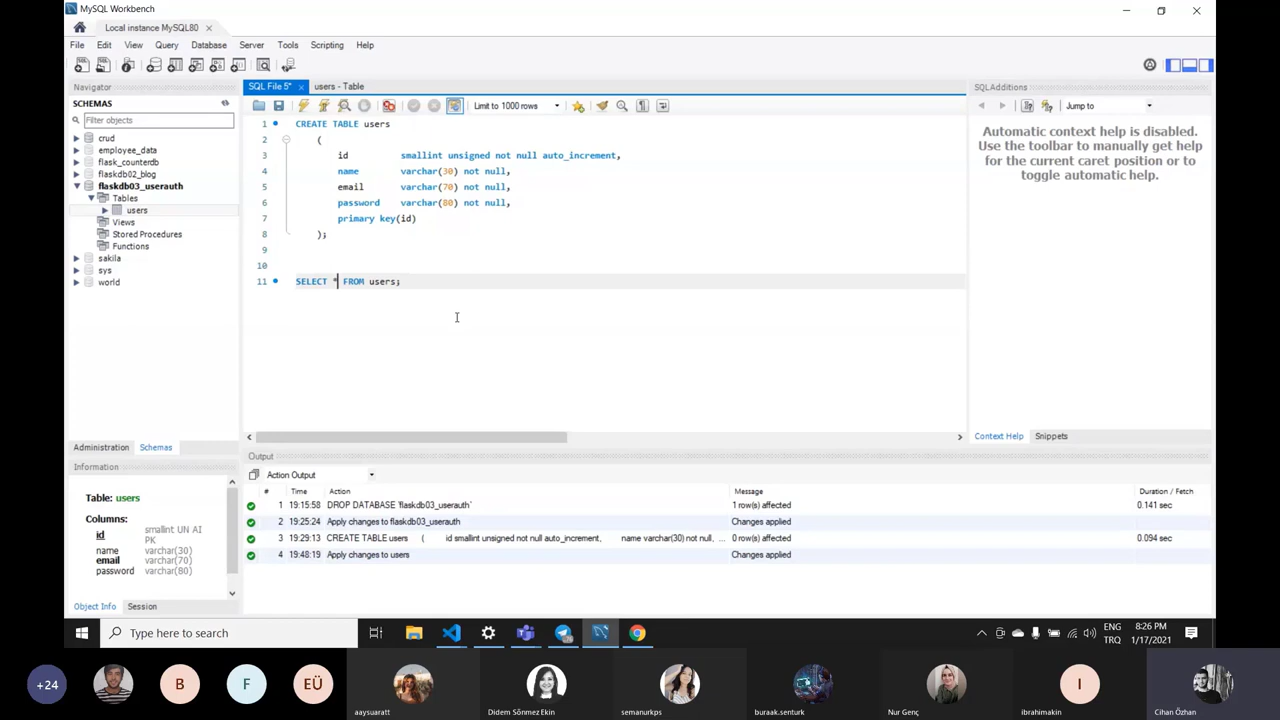 MySQL Workbench
Local instance MySQL80
File Edit View Query Database Server Tools Scripting Help
Navigator
SCHEMAS
Filter objects
crud
employee_data
flask_counterdb
flaskdb02_blog
flaskdb03_userauth
Tables
users
Views
Stored Procedures
Functions
sakila
sys
world
Administration Schemas
Information
Table: users
Columns:
id smallint UN AI
PK
name varchar(30)
email varchar(70)
password varchar(80)
Object Info Session
SQL File 5* users - Table
Limit to 1000 rows
1 CREATE TABLE users
2 (
3 id smallint unsigned not null auto_increment,
4 name varchar(30) not null,
5 email varchar(70) not null,
6 password varchar(80) not null,
7 primary key(id)
8 );
9
10
11 SELECT * FROM users;
SQLAdditions
Jump to
Automatic context help is disabled.
Use the toolbar to manually get help
for the current caret position or to
toggle automatic help.
Context Help Snippets
Output
Action Output
# Time Action Message Duration / Fetch
1 19:15:58 DROP DATABASE `flaskdb03_userauth` 1 row(s) affected 0.141 sec
2 19:25:24 Apply changes to flaskdb03_userauth Changes applied
3 19:29:13 CREATE TABLE users ( id smallint unsigned not null auto_increment, name varchar(30) not null, ... 0 row(s) affected 0.094 sec
4 19:48:19 Apply changes to users Changes applied
Type here to search
ENG 8:26 PM
TRQ 1/17/2021
+24 B F EÜ I
aaysuaratt Didem Sönmez Ekin semanurkps buraak.senturk Nur Genç ibrahimakin Cihan Özhan